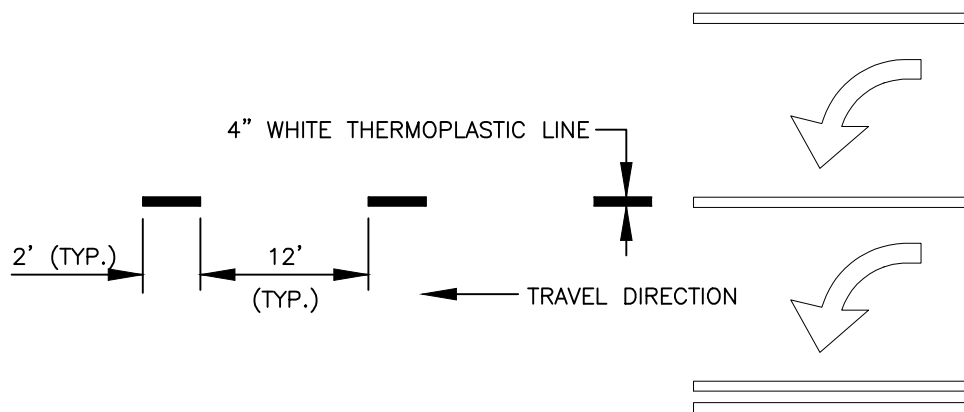 4” WHITE THERMOPLASTIC LINE
2’ (TYP.)
12’
(TYP.)
TRAVEL DIRECTION